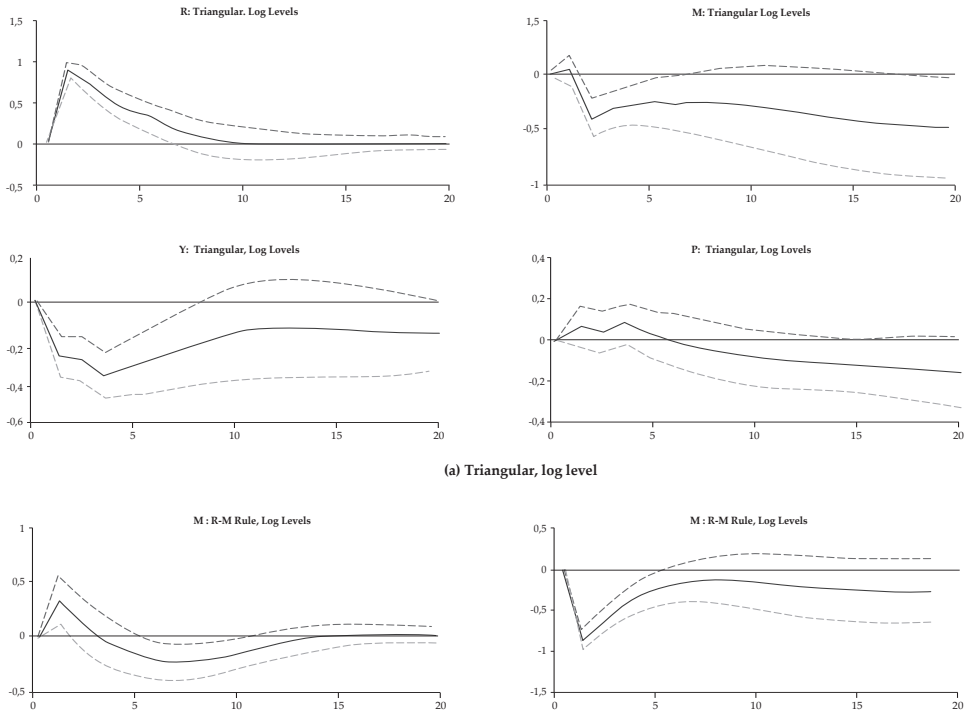 R: Triangular. Log Levels
1,5
1
0,5
0
-0,5
0 5 10 15 20
M: Triangular Log Levels
1,5
0
-0,5
-1
0 5 10 15 20
Y: Triangular, Log Lovels
0,2
0
-0,2
-0,4
-0,6
0 5 10 15 20
P: Triangular, Log Lovels
0,4
0,2
0
-0,2
-0,4
0 5 10 15 20
(a) Triangular, log level
M : R-M Rule, Log Levels
1
0,5
0
-0,5
0 5 10 15 20
M : R-M Rule, Log Levels
0,5
0
-0,5
-1
-1,5
0 5 10 15 20